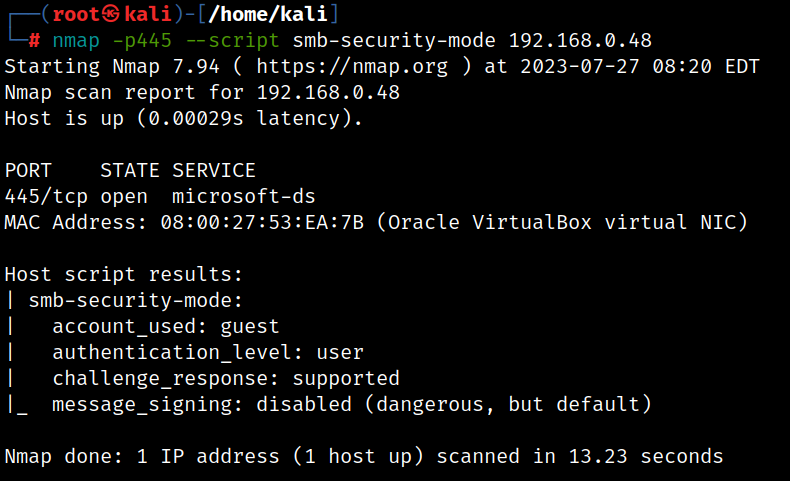 ┌──(root㉿kali)-[/home/kali]
└─# nmap -p445 --script smb-security-mode 192.168.0.48
Starting Nmap 7.94 ( https://nmap.org ) at 2023-07-27 08:20 EDT
Nmap scan report for 192.168.0.48
Host is up (0.00029s latency).

PORT    STATE SERVICE
445/tcp open  microsoft-ds
MAC Address: 08:00:27:53:EA:7B (Oracle VirtualBox virtual NIC)

Host script results:
| smb-security-mode:
|   account_used: guest
|   authentication_level: user
|   challenge_response: supported
|_  message_signing: disabled (dangerous, but default)

Nmap done: 1 IP address (1 host up) scanned in 13.23 seconds